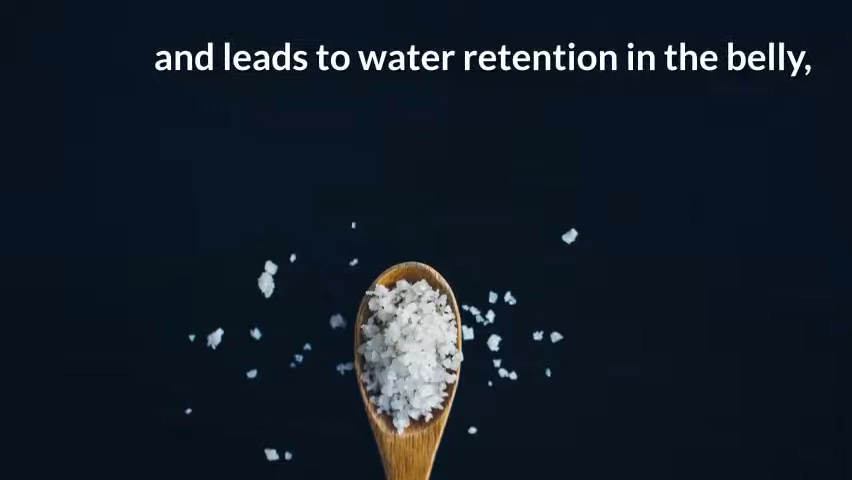 and leads to water retention in the belly,